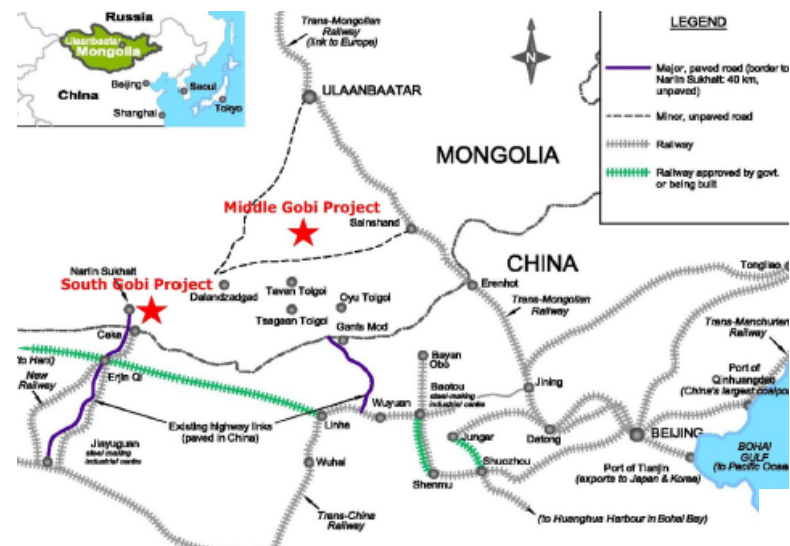 Russia
Ulaanbaatar
Mongolia
Beijing
Seoul
China
Shanghai
Tokyo
Trans-Mongolian
Railway
(link to Europe)
ULAANBAATAR
N
LEGEND
Major, paved road (border to
Nariin Sukhait: 40 km,
unpaved)
Minor, unpaved road
Railway
Railway approved by govt.
or being built
MONGOLIA
Middle Gobi Project
Sainshand
CHINA
Nariin Sukhait
South Gobi Project
Dalandzadgad
Tavan Tolgoi
Oyu Tolgoi
Tsagaan Tolgoi
Gants Mod
Erenhot
Tongliao
Trans-Mongolian
Railway
Trans-Manchurian
Railway
Ceke
(to Hami)
New
Railway
Erjin Qi
Bayan
Obo
Baotou
steel-making
industrial centre
Jining
Port of
Qinhuangdao
(China's largest coalport)
Existing highway links
(paved in China)
Linhe
Wuyuan
Jungar
Datong
BEIJING
BOHAI
GULF
(to Pacific Ocean
Jiayuguan
steel making
industrial centre
Wuhai
Shenmu
Shuozhou
Port of Tianjin
(exports to Japan & Korea)
Trans-China
Railway
(to Huanghua Harbour in Bohai Bay)